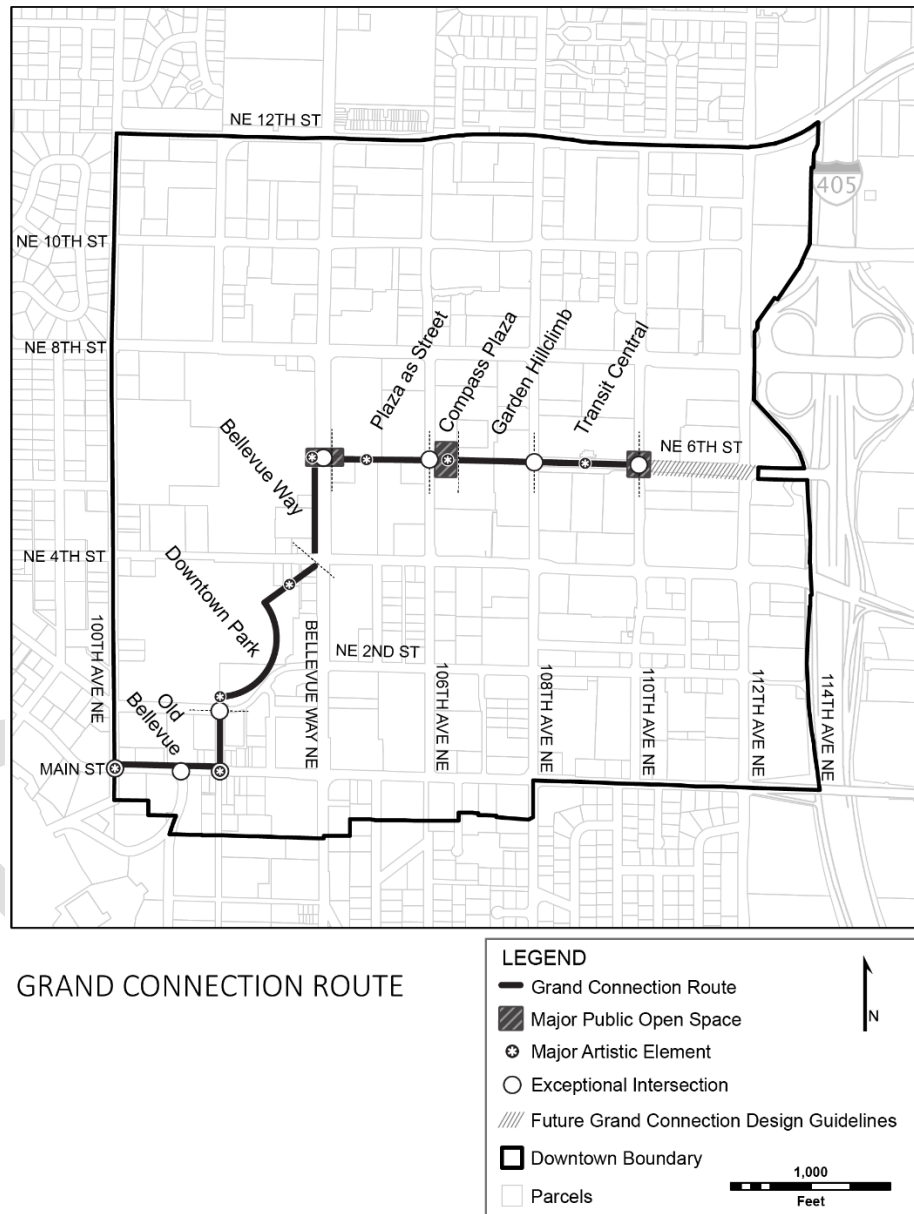 NE 12TH ST
405
NE 10TH ST
NE 8TH ST
Plaza as Street
Compass Plaza
Garden Hillclimb
Transit Central
Bellevue Way
NE 6TH ST
NE 4TH ST
Downtown Park
100TH AVE NE
BELLEVUE WAY NE
NE 2ND ST
106TH AVE NE
108TH AVE NE
110TH AVE NE
112TH AVE NE
114TH AVE NE
Old
Bellevue
MAIN ST
GRAND CONNECTION ROUTE
LEGEND
Grand Connection Route
Major Public Open Space
Major Artistic Element
Exceptional Intersection
Future Grand Connection Design Guidelines
Downtown Boundary
Parcels
N
1,000
Feet